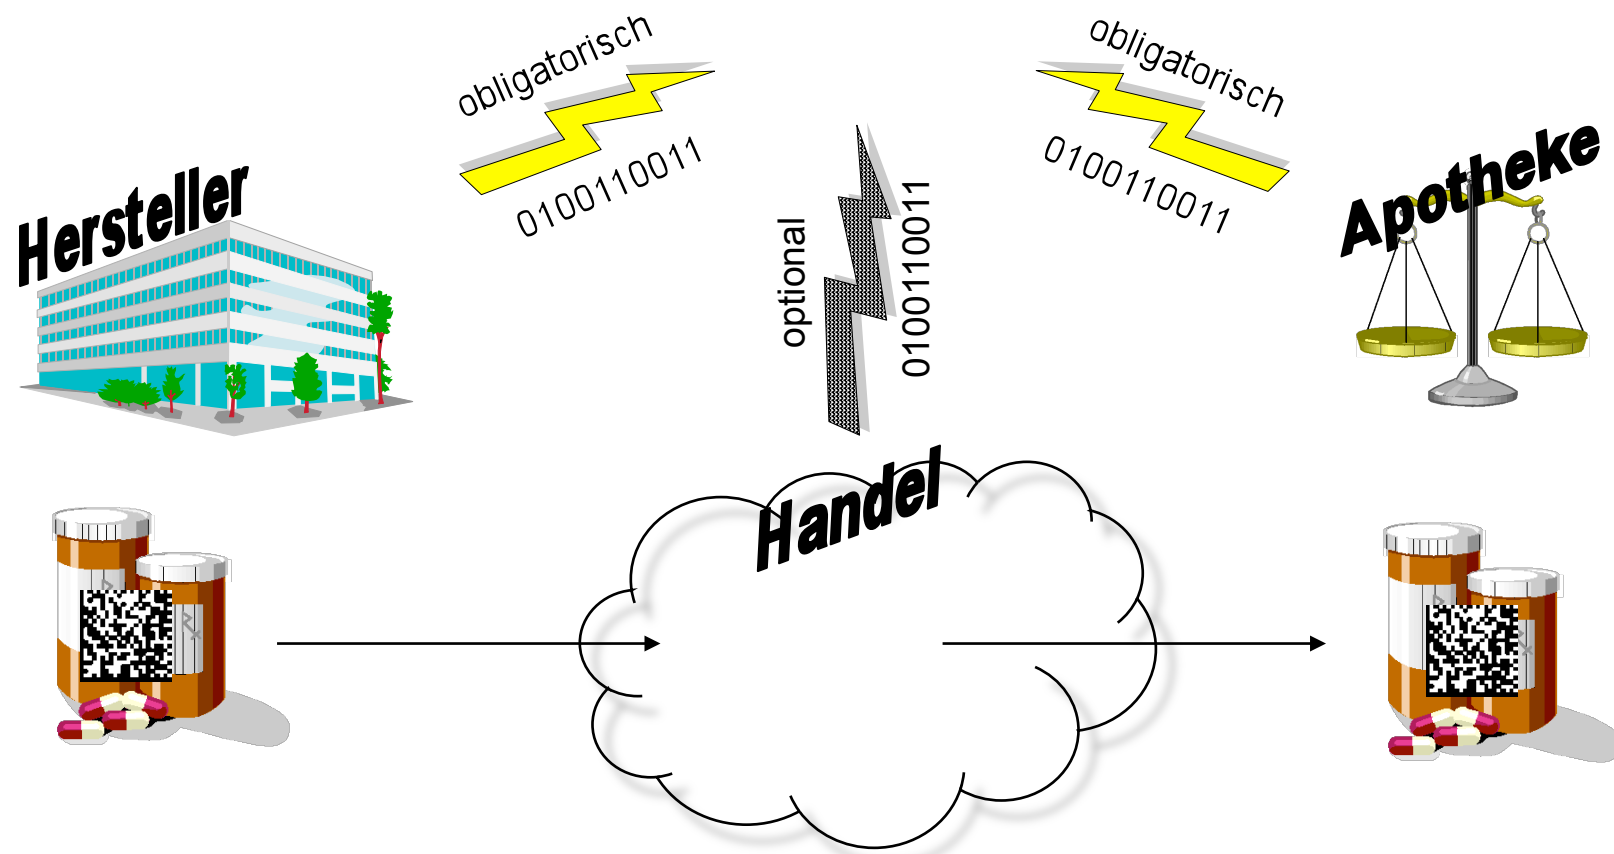 obligatorisch
0100110011
obligatorisch
0100110011
optional
0100110011
Hersteller
Apotheke
Handel